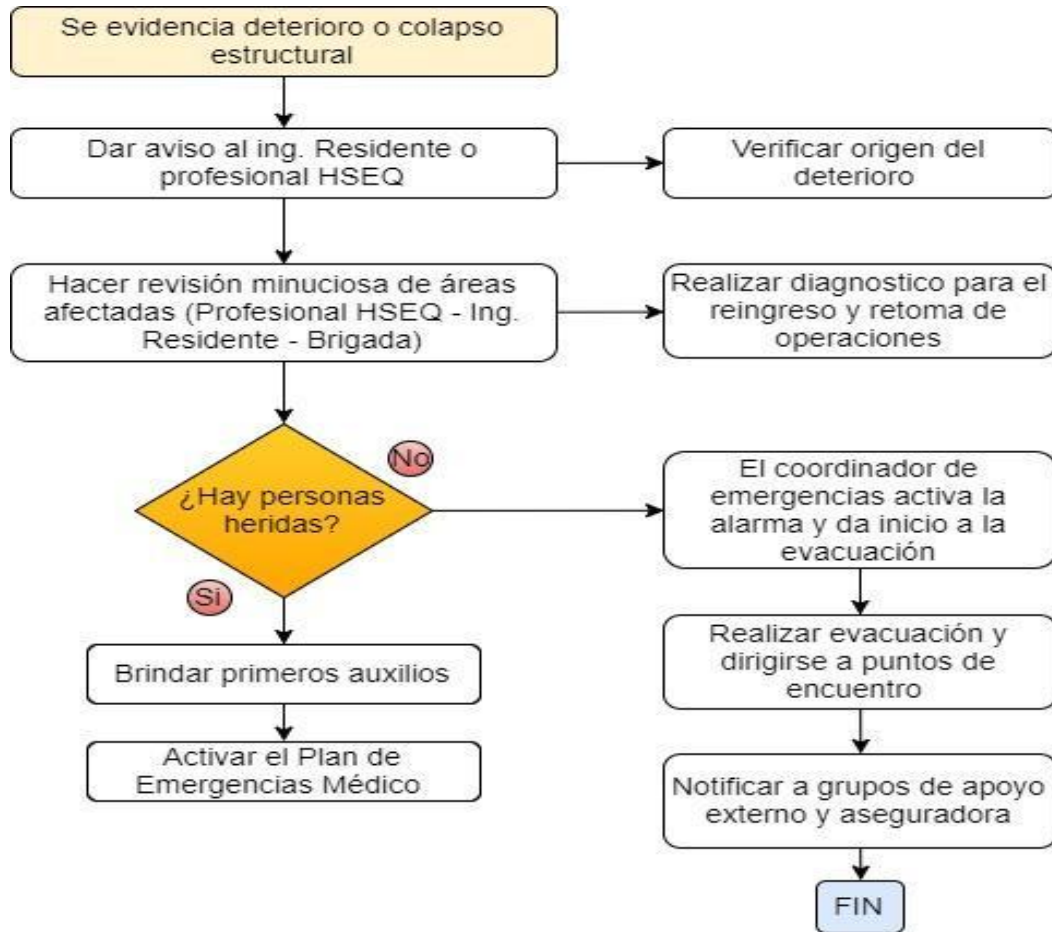 Se evidencia deterioro o colapso
estructural
Dar aviso al ing. Residente o
profesional HSEQ
Verificar origen del
deterioro
Hacer revisión minuciosa de áreas
afectadas (Profesional HSEQ - Ing.
Residente - Brigada)
Realizar diagnostico para el
reingreso y retoma de
operaciones
¿Hay personas
heridas?
No
El coordinador de
emergencias activa la
alarma y da inicio a la
evacuación
Si
Brindar primeros auxilios
Realizar evacuación y
dirigirse a puntos de
encuentro
Activar el Plan de
Emergencias Médico
Notificar a grupos de apoyo
externo y aseguradora
FIN